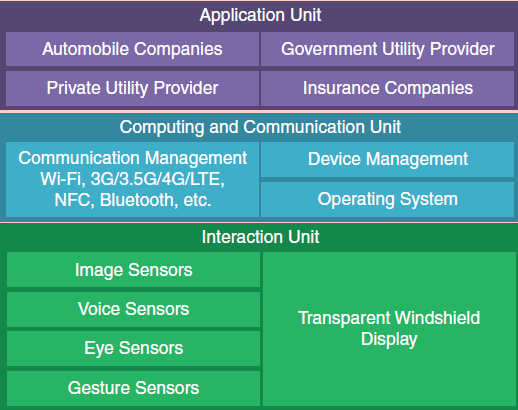 Application Unit
Automobile Companies
Government Utility Provider
Private Utility Provider
Insurance Companies
Computing and Communication Unit
Communication Management
Wi-Fi, 3G/3.5G/4G/LTE,
NFC, Bluetooth, etc.
Device Management
Operating System
Interaction Unit
Image Sensors
Voice Sensors
Eye Sensors
Gesture Sensors
Transparent Windshield
Display